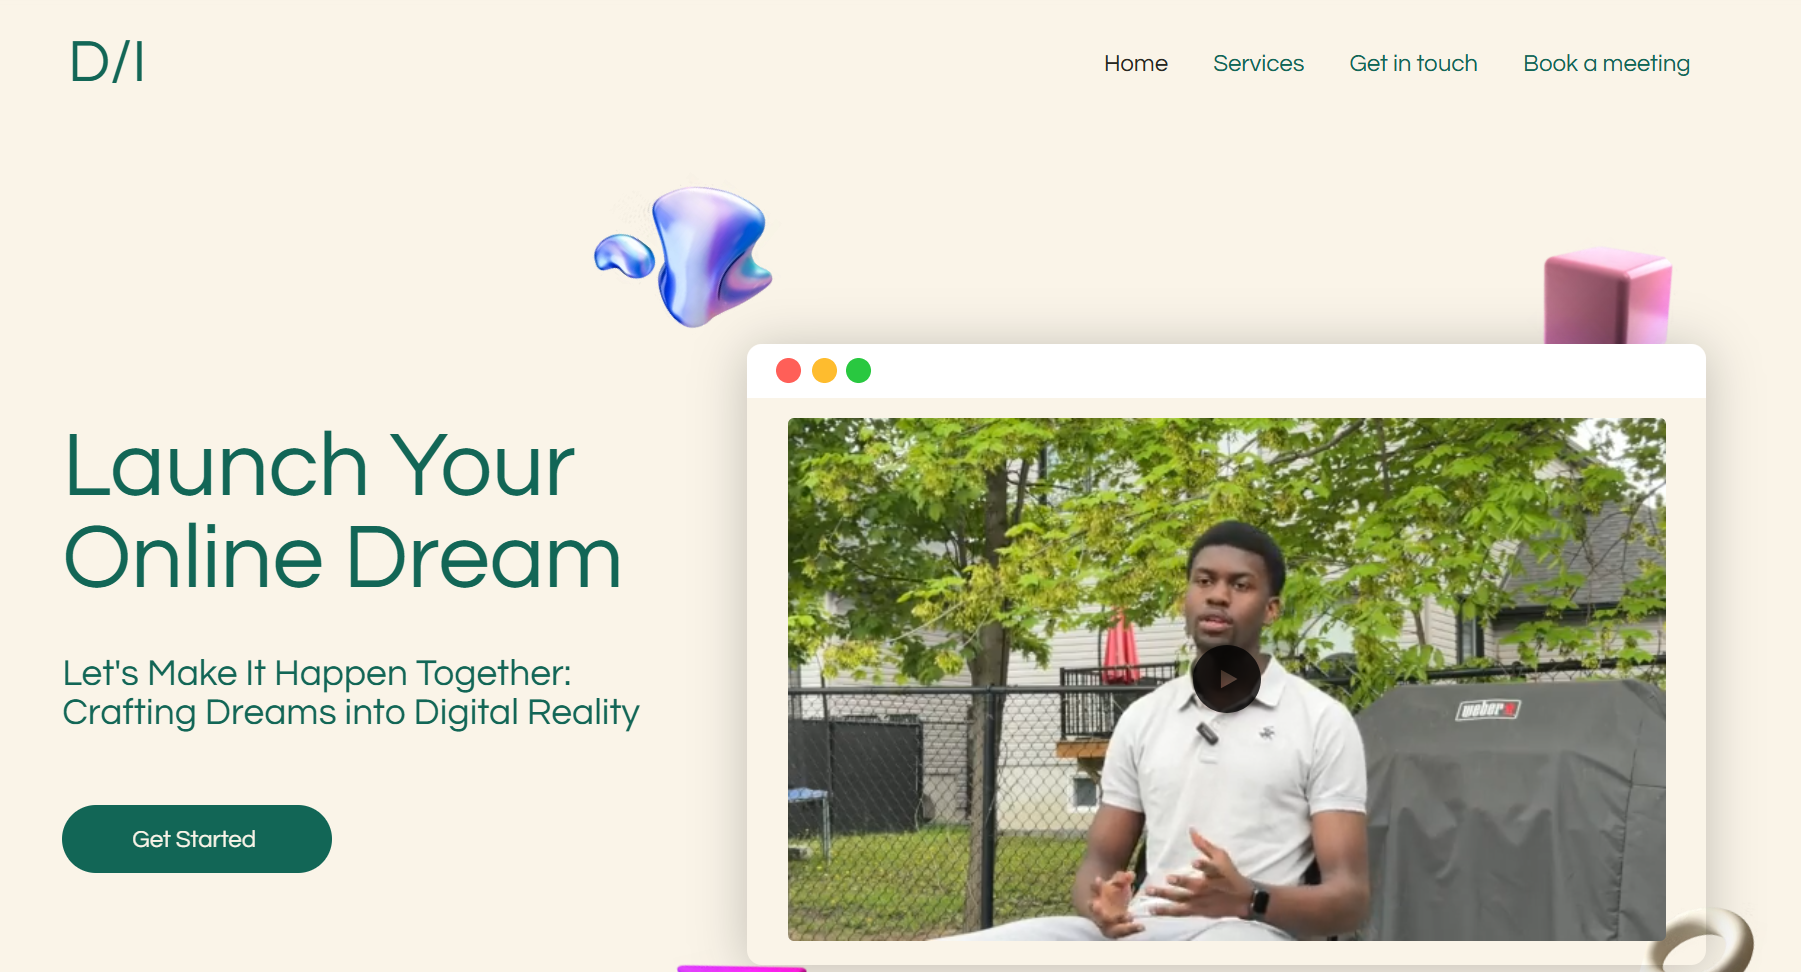 D/I
Home Services Get in touch Book a meeting
Launch Your
Online Dream
Let's Make It Happen Together:
Crafting Dreams into Digital Reality
Get Started
weber